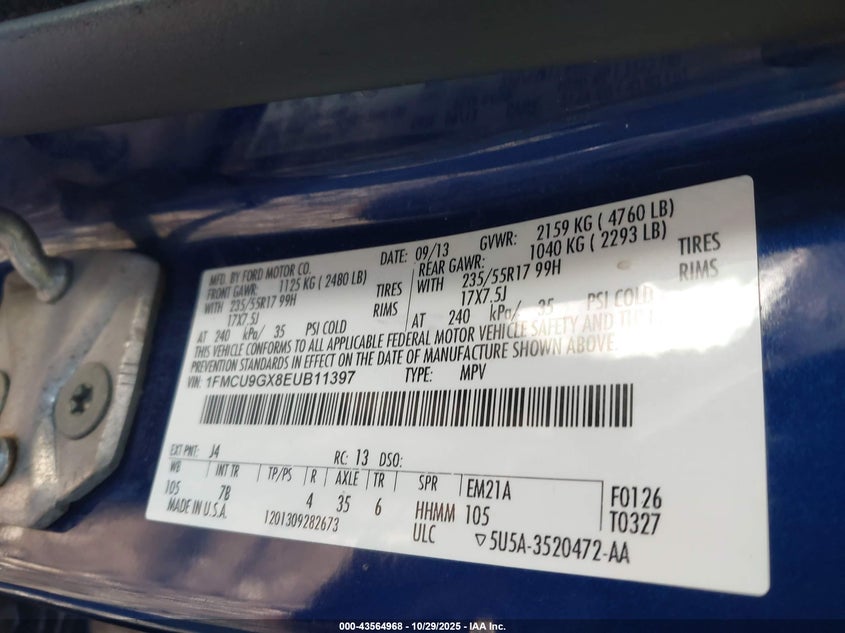 MFD. BY FORD MOTOR CO.
DATE: 09/13 GVWR: 2159 KG ( 4760 LB)
FRONT GAWR: 1125 KG ( 2480 LB) REAR GAWR: 1040 KG ( 2293 LB)
WITH 235/55R17 99H TIRES WITH 235/55R17 99H TIRES
17X7.5J RIMS 17X7.5J RIMS
AT 240 kPa/ 35 PSI COLD AT 240 kPa/ 35 PSI COLD
THIS VEHICLE CONFORMS TO ALL APPLICABLE FEDERAL MOTOR VEHICLE SAFETY AND
PREVENTION STANDARDS IN EFFECT ON THE DATE OF MANUFACTURE SHOWN ABOVE.
VIN: 1FMCU9GX8EUB11397 TYPE: MPV
EXT PNT: J4 RC: 13 DSO:
WB INT TR TP/PS R AXLE TR SPR EM21A F0126
105 7B 4 35 6 HHMM 105 T0327
MADE IN U.S.A. 1201309282673 ULC ▽5U5A-3520472-AA
000-43564968 - 10/29/2025 - IAA Inc.